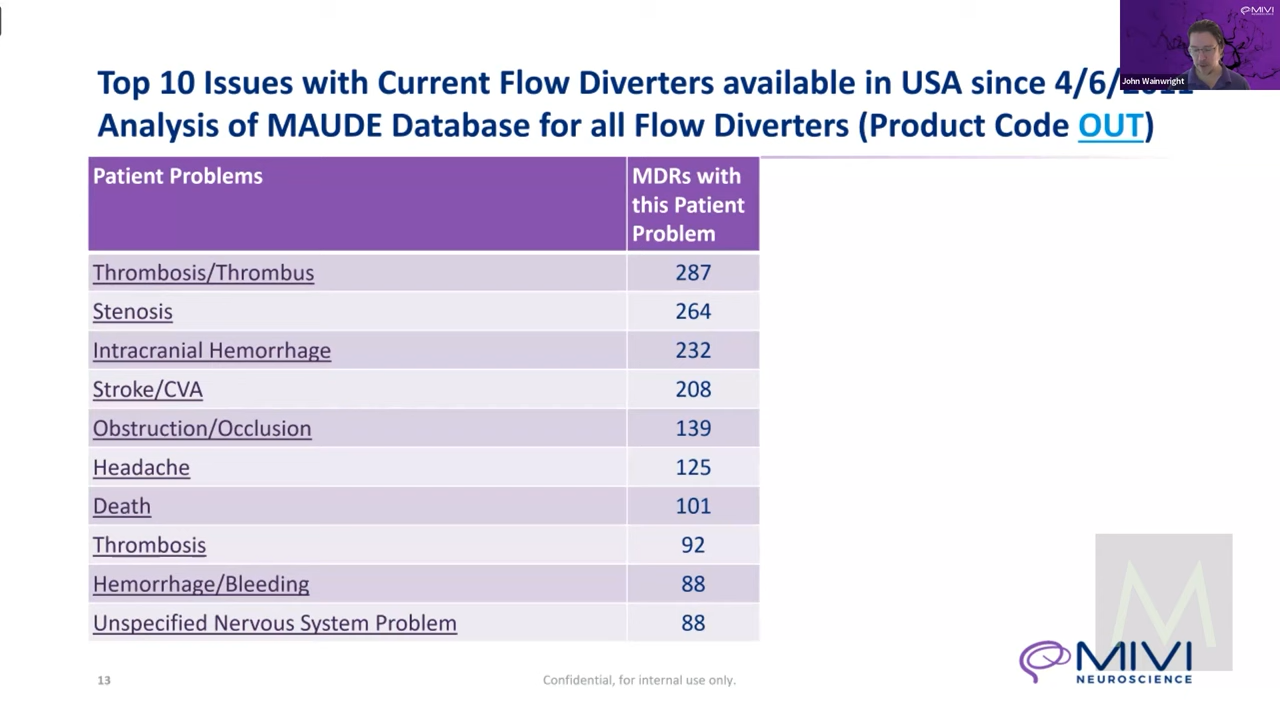 MIVI
John Wainwright
Top 10 Issues with Current Flow Diverters available in USA since 4/6/2011
Analysis of MAUDE Database for all Flow Diverters (Product Code OUT)
Patient Problems
MDRs with
this Patient
Problem
Thrombosis/Thrombus 287
Stenosis 264
Intracranial Hemorrhage 232
Stroke/CVA 208
Obstruction/Occlusion 139
Headache 125
Death 101
Thrombosis 92
Hemorrhage/Bleeding 88
Unspecified Nervous System Problem 88
M
MIVI
NEUROSCIENCE
13
Confidential, for internal use only.